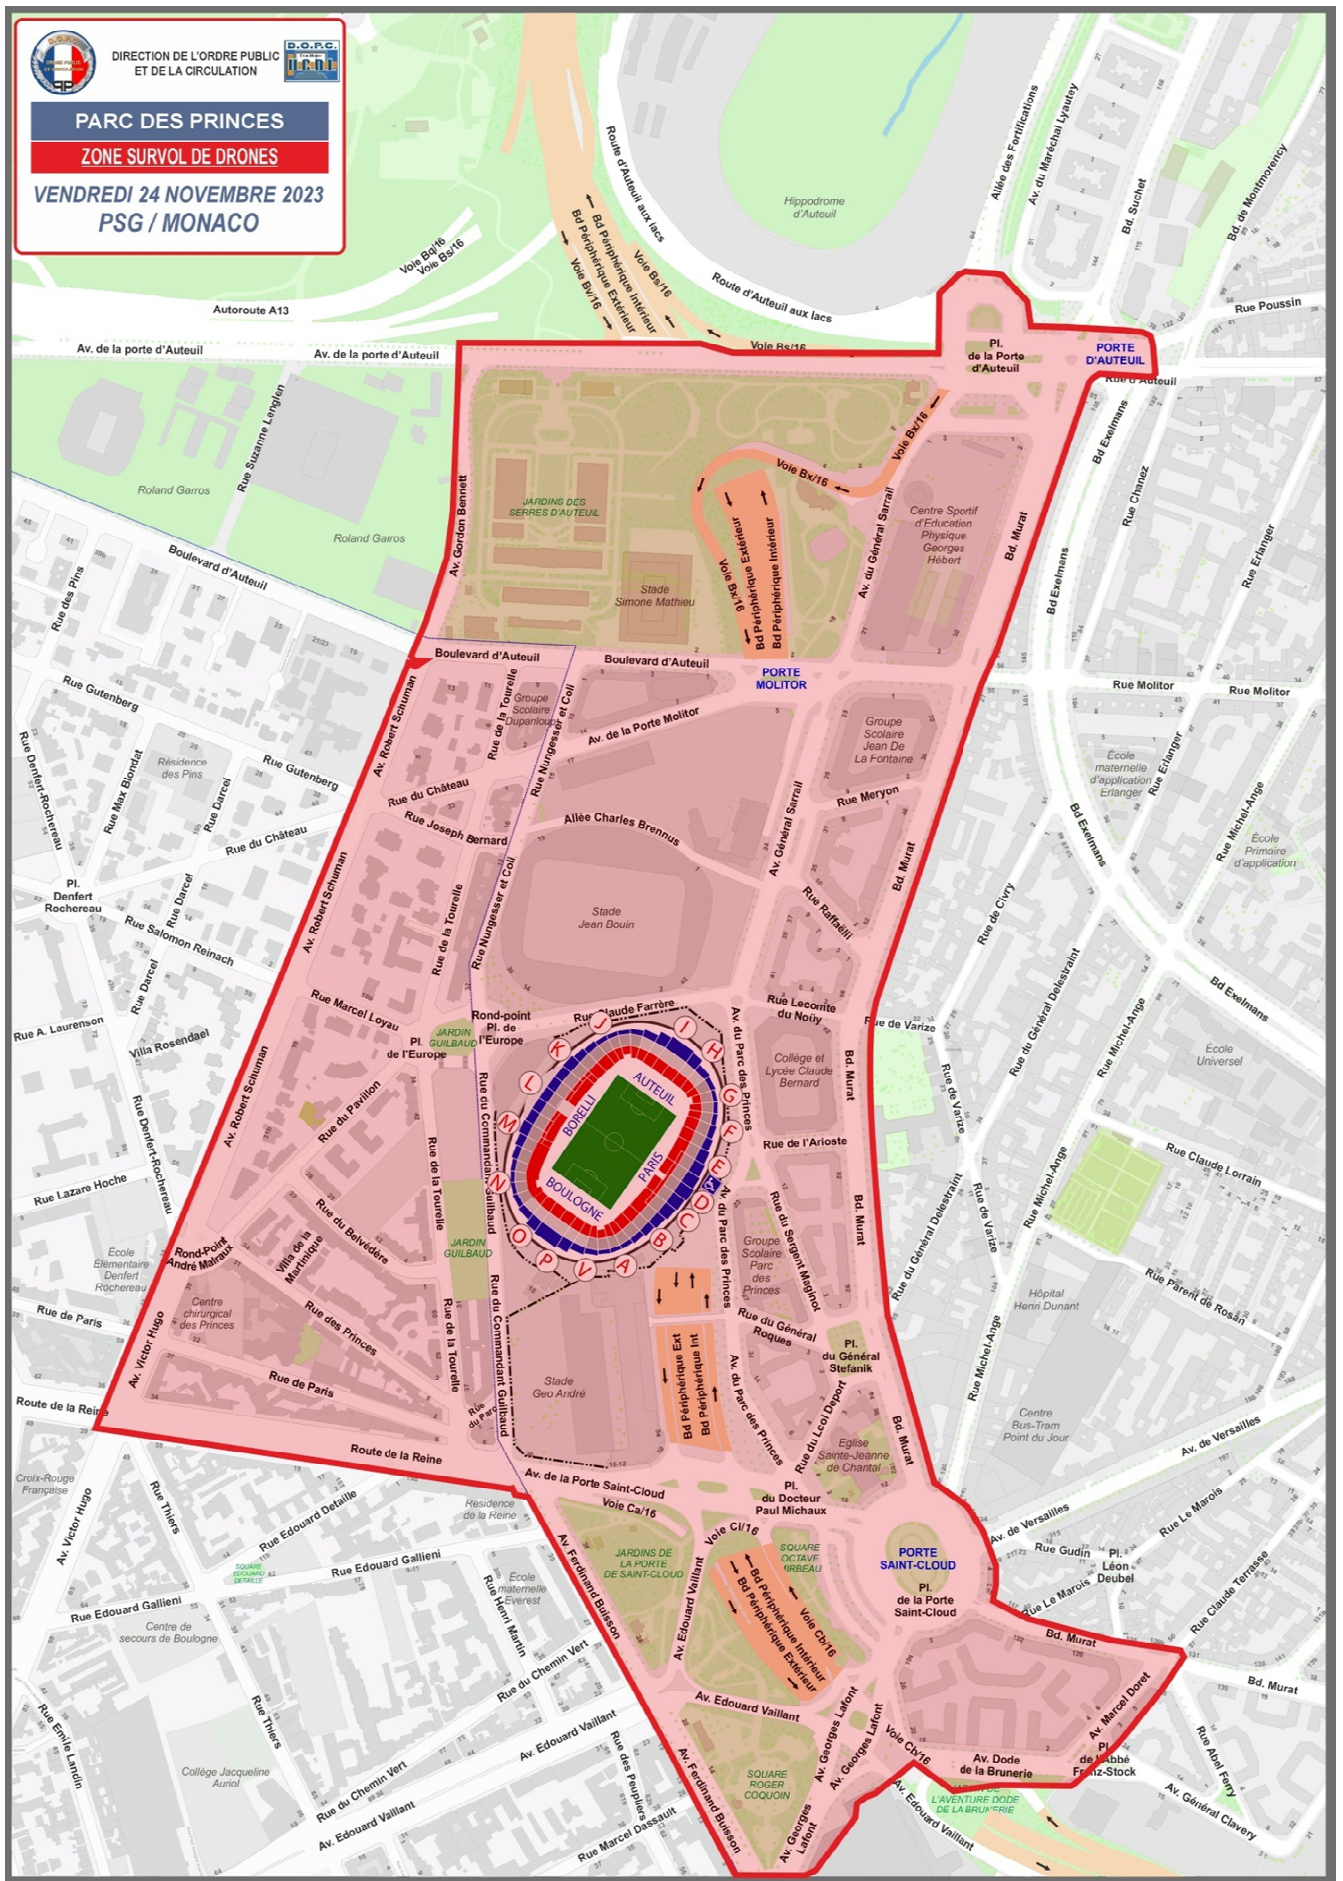 DIRECTION DE L'ORDRE PUBLIC
ET DE LA CIRCULATION
D.O.P.C.
PARC DES PRINCES
ZONE SURVOL DE DRONES
VENDREDI 24 NOVEMBRE 2023
PSG / MONACO
Hippodrome
d'Auteuil
Allée des Fortifications
Av. du Maréchal Lyautey
Bd. Suchet
Bd. de Montmorency
Rue Poussin
Route d'Auteuil aux lacs
Route d'Auteuil aux lacs
Bd Périphérique Intérieur
Bd Périphérique Extérieur
Voie Bs/16
Voie Bv/16
Voie Bq/16
Voie Bs/16
Autoroute A13
Av. de la porte d'Auteuil
Av. de la porte d'Auteuil
Voie Bs/16
Pl.
de la Porte
d'Auteuil
PORTE
D'AUTEUIL
Rue d'Auteuil
Rue Suzanne Lenglen
Roland Garros
Roland Garros
Boulevard d'Auteuil
Av. Gordon Bennett
JARDINS DES
SERRES D'AUTEUIL
Stade
Simone Mathieu
Voie Bx/16
Voie Bx/16
Voie Bx/16
Bd Périphérique Extérieur
Bd Périphérique Intérieur
Av. du Général Sarrail
Centre Sportif
d'Education
Physique
Georges
Hébert
Bd. Murat
Bd Exelmans
Rue Chanez
Bd Exelmans
Rue Erlanger
Rue des Pins
Boulevard d'Auteuil
Boulevard d'Auteuil
PORTE
MOLITOR
Rue Molitor
Rue Molitor
Rue Gutenberg
Rue Gutenberg
Rue Denfert-Rochereau
Rue Max Blondat
Résidence
des Pins
Rue Darcel
Rue du Château
Av. Robert Schuman
Rue de la Tourelle
Groupe
Scolaire
Dupanloup
Rue Nungesser et Coli
Av. de la Porte Molitor
Groupe
Scolaire
Jean De
La Fontaine
Rue Meryon
École
maternelle
d'application
Erlanger
Rue Erlanger
Rue Michel-Ange
École
Primaire
d'application
Rue du Château
Rue Joseph Bernard
Allée Charles Brennus
Av. Général Sarrail
Bd. Murat
Bd Exelmans
Pl.
Denfert
Rochereau
Rue Darcel
Rue Salomon Reinach
Rue Darcel
Av. Robert Schuman
Rue de la Tourelle
Rue Nungesser et Coli
Stade
Jean Bouin
Rue Raffaëlli
Rue de Civry
Rue du Général Delestraint
Bd Exelmans
Rue A. Laurenson
Villa Rosendael
Rue Marcel Loyau
Pl.
de l'Europe
JARDIN
GUILBAUD
Rond-point
Pl. de
l'Europe
Rue Claude Farrère
Rue Lecomte
du Noüy
Rue de Varize
Rue Michel-Ange
École
Universel
Av. Robert Schuman
Rue du Pavillon
Rue Denfert-Rochereau
Rue de la Tourelle
Rue du Commandant Guilbaud
AUTEUIL
BORELLI
PARIS
BOULOGNE
J
I
K
H
L
G
M
F
E
N
D
C
O
B
P
V
A
Av. du Parc des Princes
Collège et
Lycée Claude
Bernard
Bd. Murat
Rue de l'Arioste
Rue de Varize
Rue Claude Lorrain
Rue Lazare Hoche
École
Élémentaire
Denfert
Rochereau
Rond-Point
André Malraux
Rue du Belvédère
Villa de la
Martinique
JARDIN
GUILBAUD
Av du Parc des Princes
Rue du Sergent Maginot
Groupe
Scolaire
Parc
des
Princes
Bd. Murat
Rue du Général Delestraint
Rue de Varize
Rue Michel-Ange
Rue Parent de Rosan
Hôpital
Henri Dunant
Rue de Paris
Av. Victor Hugo
Centre
chirurgical
des Princes
Rue des Princes
Rue de Paris
Rue de la Tourelle
Rue du Commandant Guilbaud
Rue
du Parc
Stade
Geo André
Bd Périphérique Ext
Bd Périphérique Int
Rue du Général
Roques
Av. du Parc des Princes
Pl.
du Général
Stefanik
Rue du Lcol Deport
Eglise
Sainte-Jeanne
de Chantal
Bd. Murat
Rue Michel-Ange
Centre
Bus-Tram
Point du Jour
Av. de Versailles
Route de la Reine
Route de la Reine
Croix-Rouge
Française
Av. Victor Hugo
Rue Thiers
Rue Edouard Detaille
Résidence
de la Reine
Av. de la Porte Saint-Cloud
Voie Ca/16
Pl.
du Docteur
Paul Michaux
Av. de Versailles
Rue Le Marois
Rue Gudin
Pl.
Léon
Deubel
Rue Le Marois
Rue Claude Terrasse
SQUARE
EDOUARD
DETAILLE
Rue Edouard Gallieni
Rue Edouard Gallieni
Centre de
secours de Boulogne
École
maternelle
Everest
Rue Henri Martin
Av. Ferdinand Buisson
JARDINS DE
LA PORTE
DE SAINT-CLOUD
Av. Edouard Vaillant
Voie Ci/16
SQUARE
OCTAVE
MIRBEAU
Bd Périphérique Intérieur
Bd Périphérique Extérieur
Voie Cb/16
PORTE
SAINT-CLOUD
Pl.
de la Porte
Saint-Cloud
Bd. Murat
Bd. Murat
Rue Emile Landin
Rue Thiers
Collège Jacqueline
Auriol
Rue du Chemin Vert
Rue du Chemin Vert
Av. Edouard Vaillant
Av. Edouard Vaillant
Rue des Peupliers
Rue Marcel Dassault
Av. Ferdinand Buisson
Av. Edouard Vaillant
SQUARE
ROGER
COQUOIN
Av. Georges Lafont
Av. Georges Lafont
Av. Georges
Lafont
Voie Cb/16
Av. Dode
de la Brunerie
Av. Marcel Doret
Pl
de l'Abbé
Franz-Stock
L'AVENTURE DODE
DE LA BRUNERIE
Av. Edouard Vaillant
Rue Abel Ferry
Av. Général Clavery